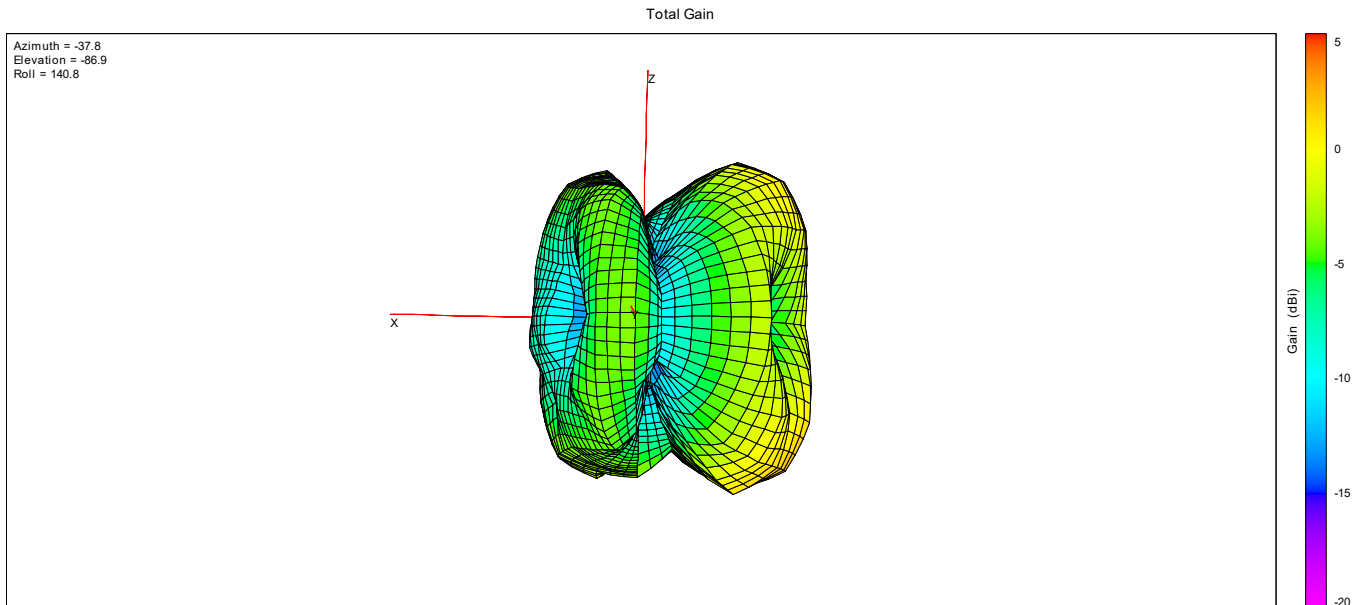 Total Gain
Azimuth = -37.8
Elevation = -86.9
Roll = 140.8
Z
X
Y
5
0
-5
-10
-15
-20
Gain (dBi)